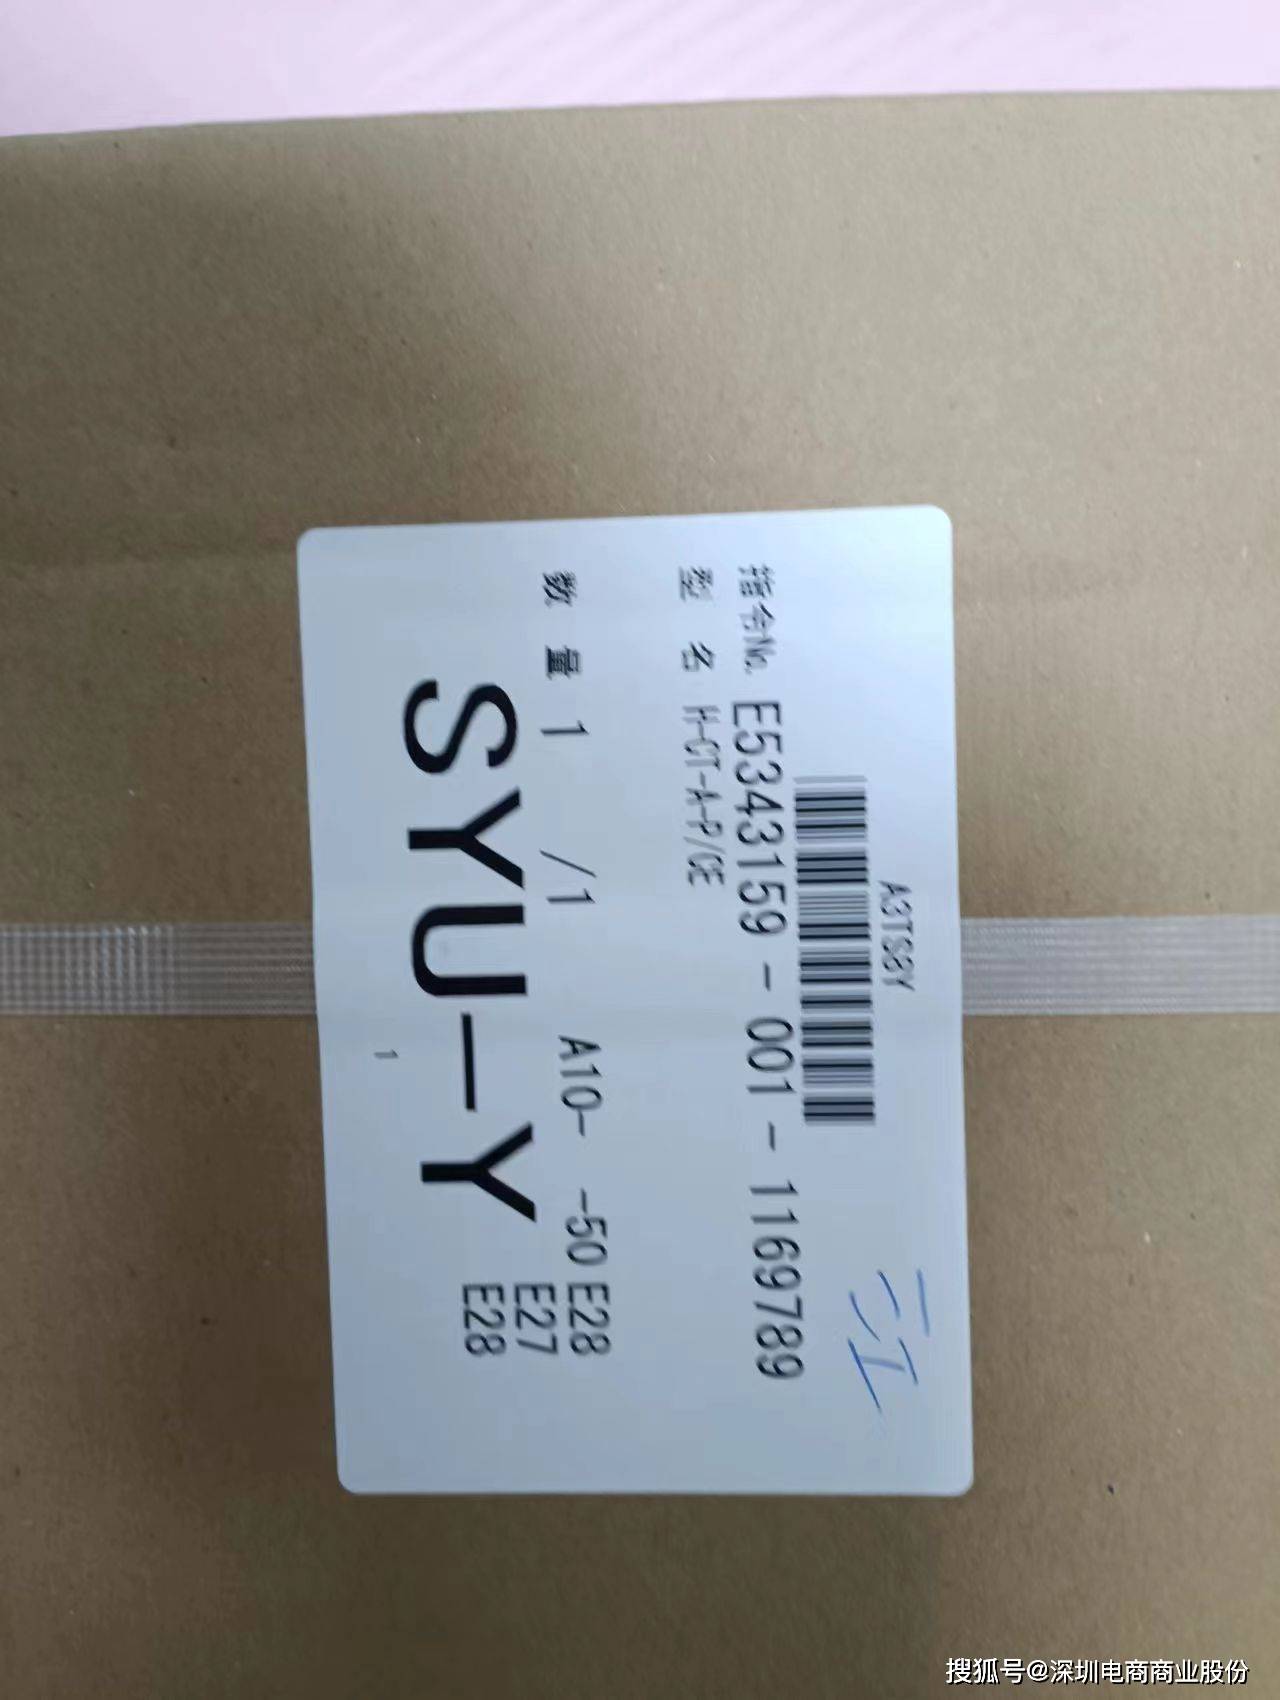 A3TS8Y
指令No. E5343159 - 001 - 1169789
型 名 H-CT-A-P/CE
数 量 1 /1 A10- -50 E28
E27
E28
SYU-Y
1
搜狐号@深圳电商商业股份